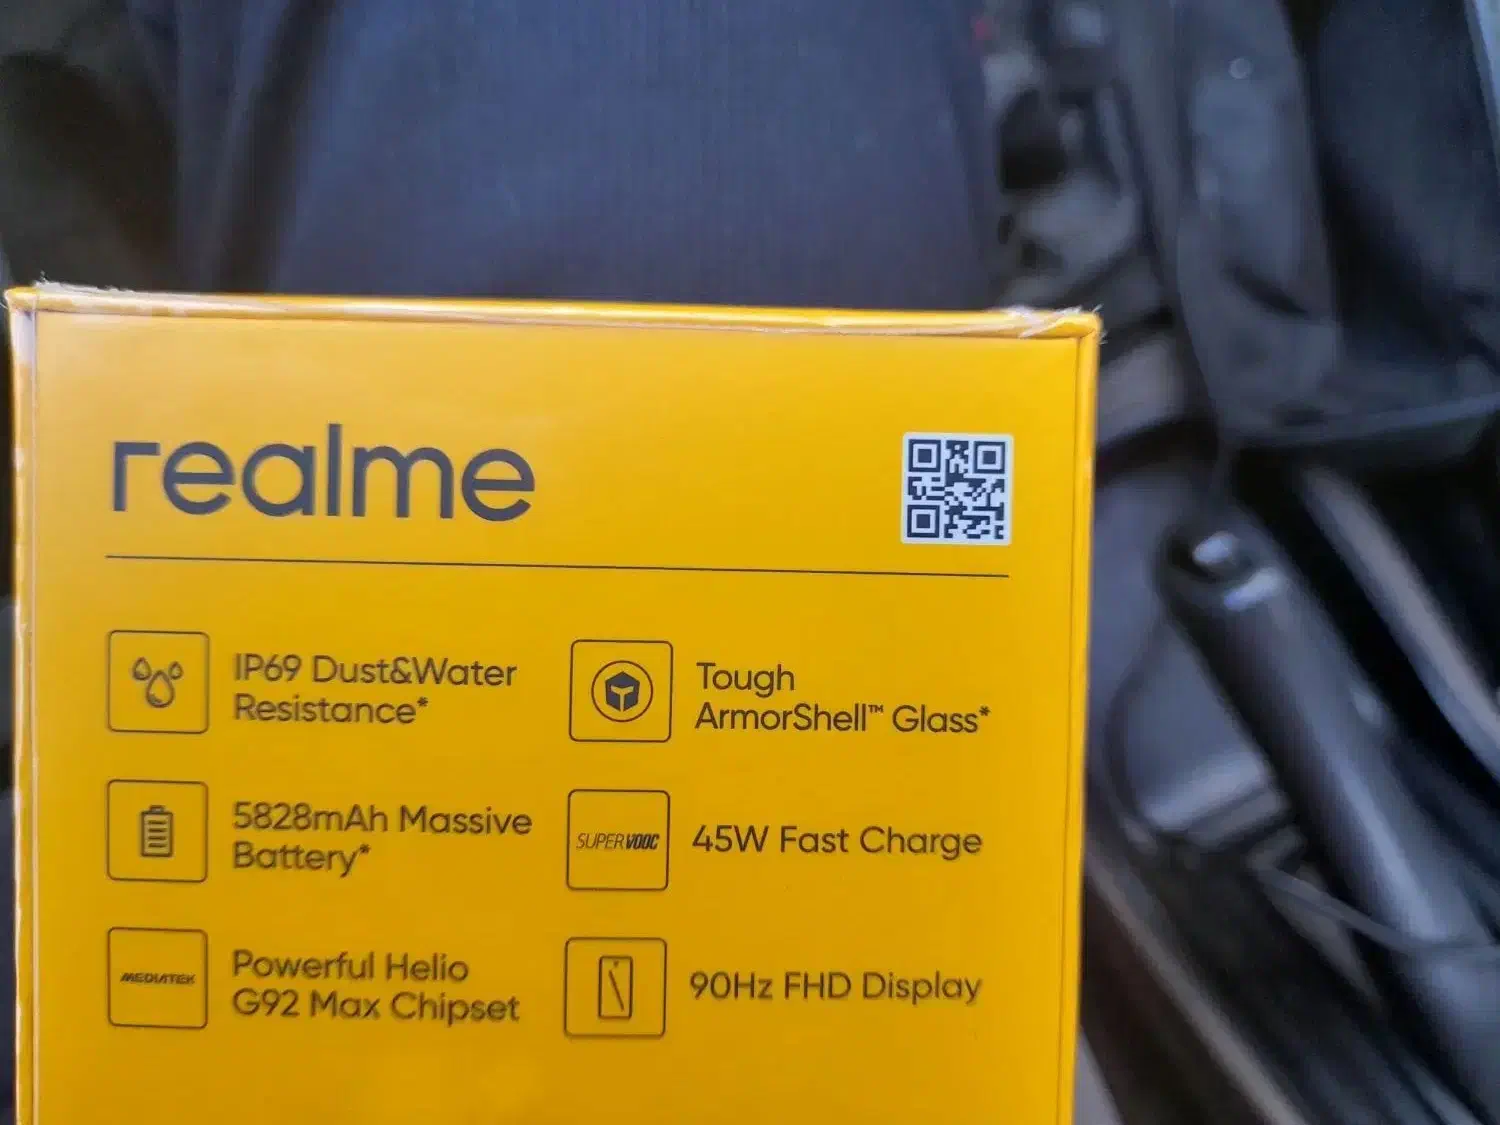 realme
IP69 Dust&Water
Resistance*
Tough
ArmorShell™ Glass*
5828mAh Massive
Battery*
SUPERVOOC
45W Fast Charge
MEDIATEK
Powerful Helio
G92 Max Chipset
90Hz FHD Display